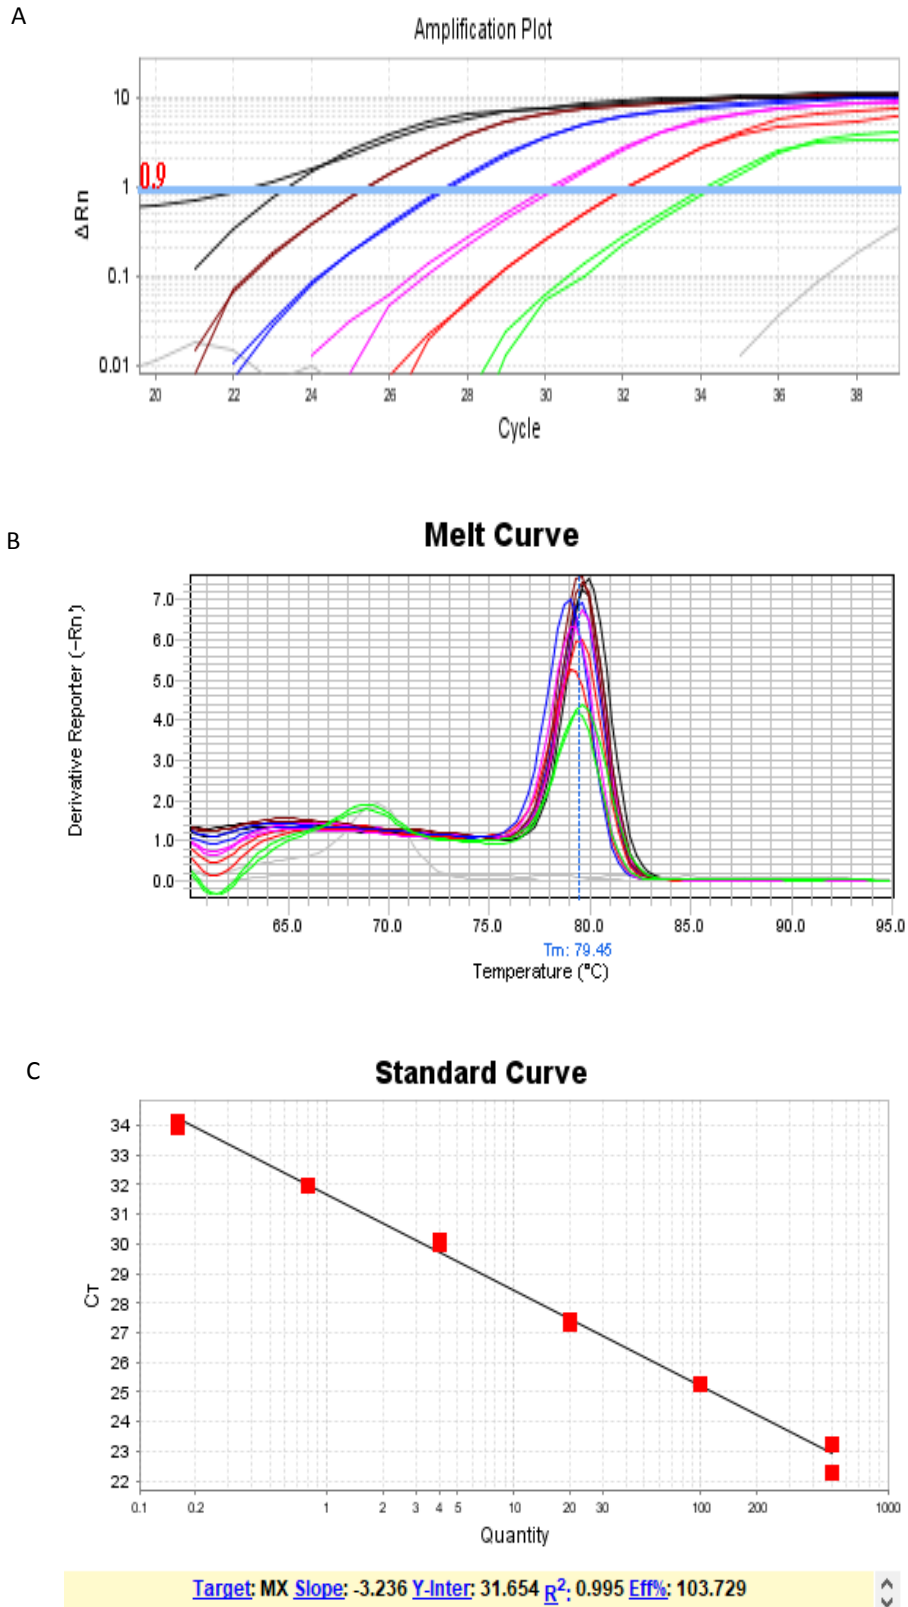 A
Amplification Plot
10
1
0.9
0.1
0.01
ΔRn
20 22 24 26 28 30 32 34 36 38
Cycle
B
Melt Curve
7.0
6.0
5.0
4.0
3.0
2.0
1.0
0.0
Derivative Reporter (-Rn')
65.0 70.0 75.0 80.0 85.0 90.0 95.0
Tm: 79.45
Temperature (°C)
C
Standard Curve
34
33
32
31
30
29
28
27
26
25
24
23
22
CT
0.1 0.2 1 2 3 4 5 10 20 30 100 200 1000
Quantity
Target: MX Slope: -3.236 Y-Inter: 31.654 R²: 0.995 Eff%: 103.729